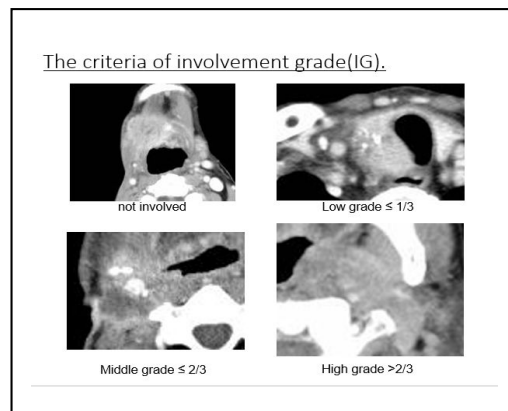 The criteria of involvement grade(IG).
not involved
Low grade ≤ 1/3
Middle grade ≤ 2/3
High grade >2/3